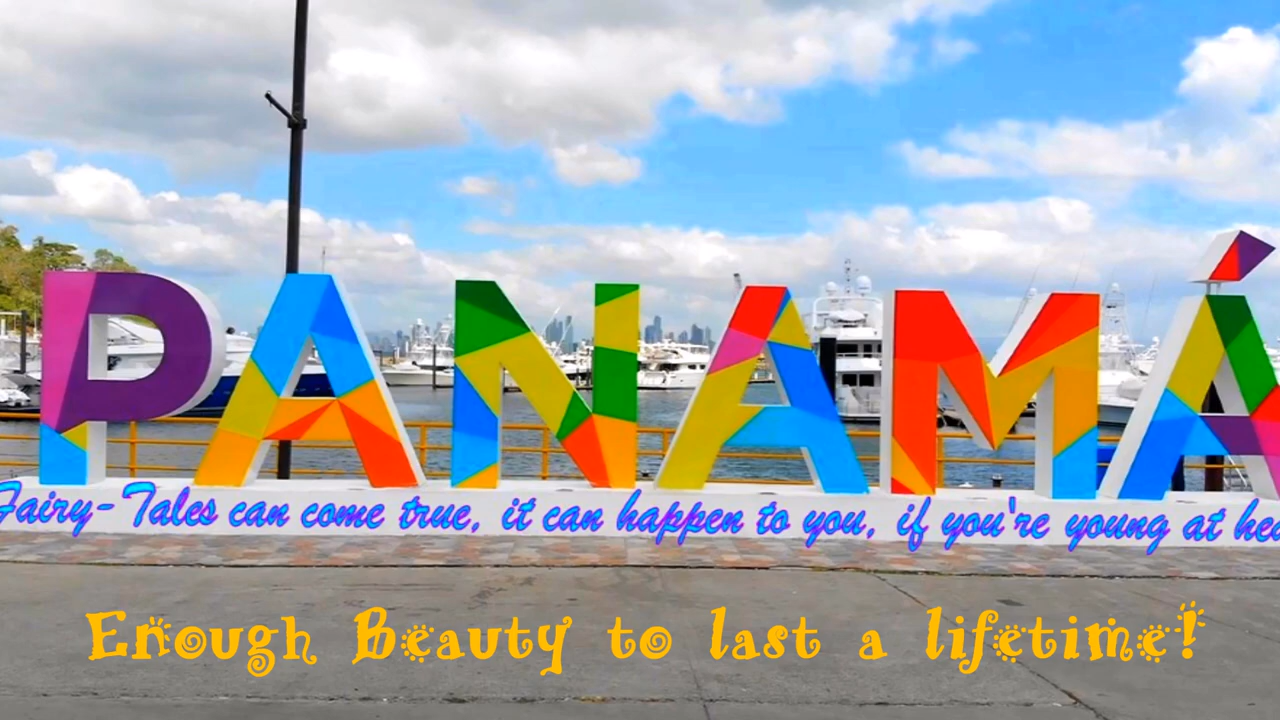 PANAMÁ
Fairy-Tales can come true, it can happen to you, if you're young at
Enough Beauty to last a lifetime!